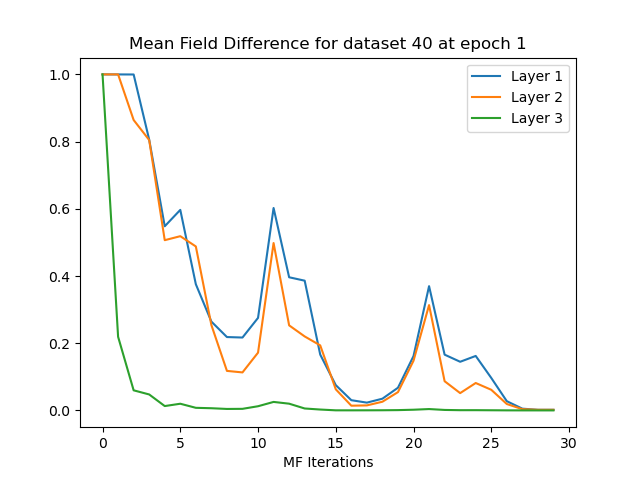 Mean Field Difference for dataset 40 at epoch 1
Layer 1
Layer 2
Layer 3
1.0
0.8
0.6
0.4
0.2
0.0
0 5 10 15 20 25 30
MF Iterations